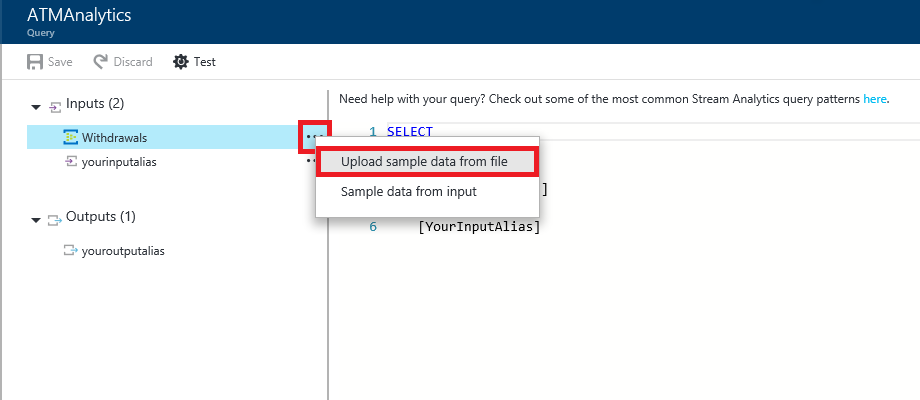 ATMAnalytics
Query
Save Discard Test
Inputs (2)
Withdrawals ...
yourinputalias
Outputs (1)
youroutputalias
Need help with your query? Check out some of the most common Stream Analytics query patterns here.
1 SELECT
Upload sample data from file
Sample data from input
]
6 [YourInputAlias]